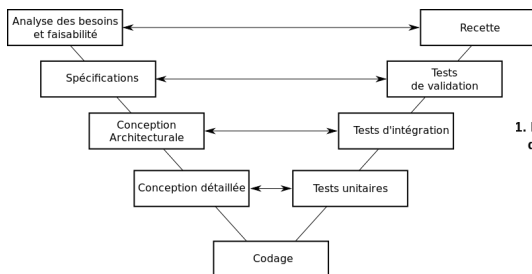 Analyse des besoins
et faisabilité
Recette
Spécifications
Tests
de validation
Conception
Architecturale
Tests d'intégration
1.
Conception détaillée
Tests unitaires
Codage